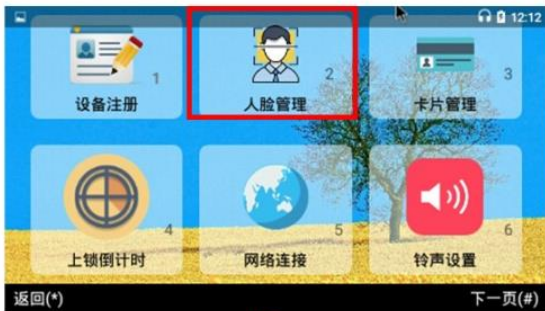 12:12
1
设备注册
2
人脸管理
3
卡片管理
4
上锁倒计时
5
网络连接
6
铃声设置
返回(*)
下一页(#)